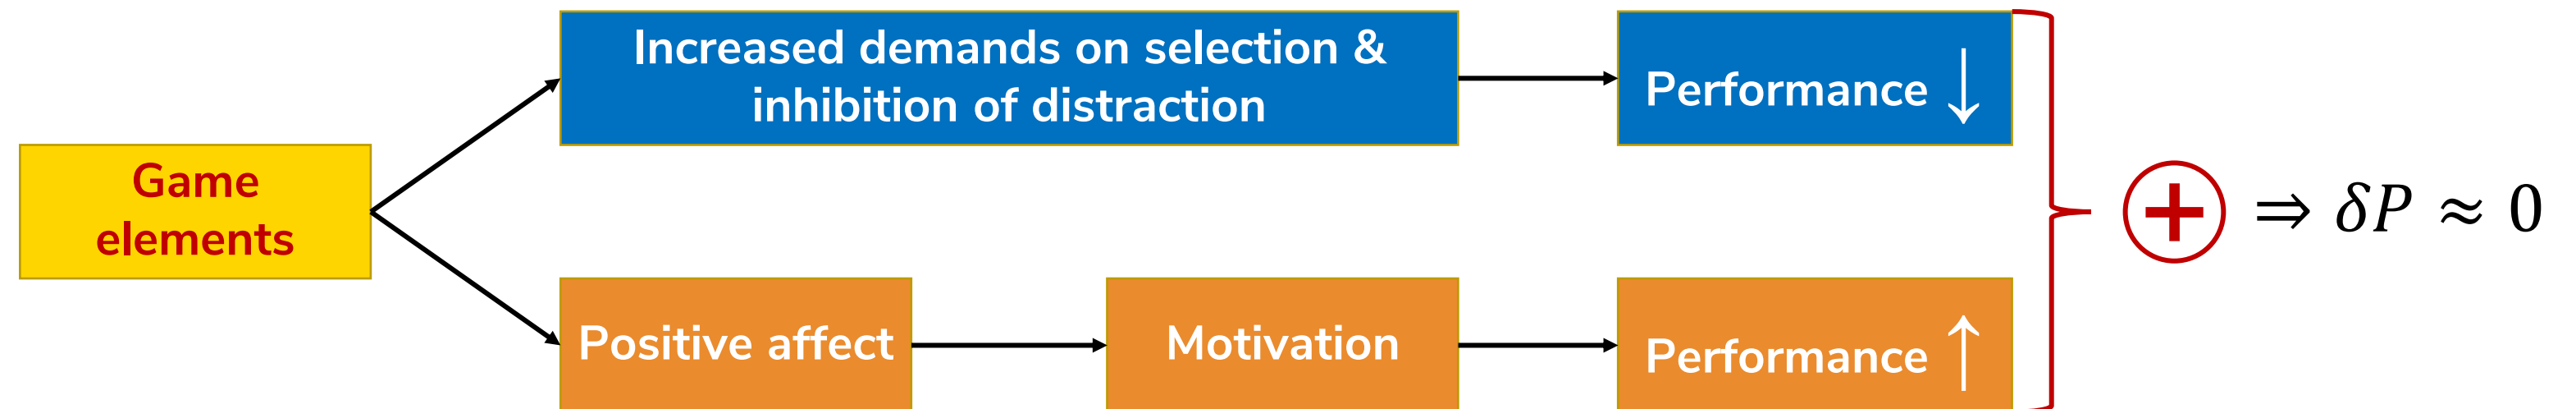 Game
elements
Increased demands on selection &
inhibition of distraction
Performance ↓
Positive affect
Motivation
Performance ↑
+ ⇒ δP ≈ 0